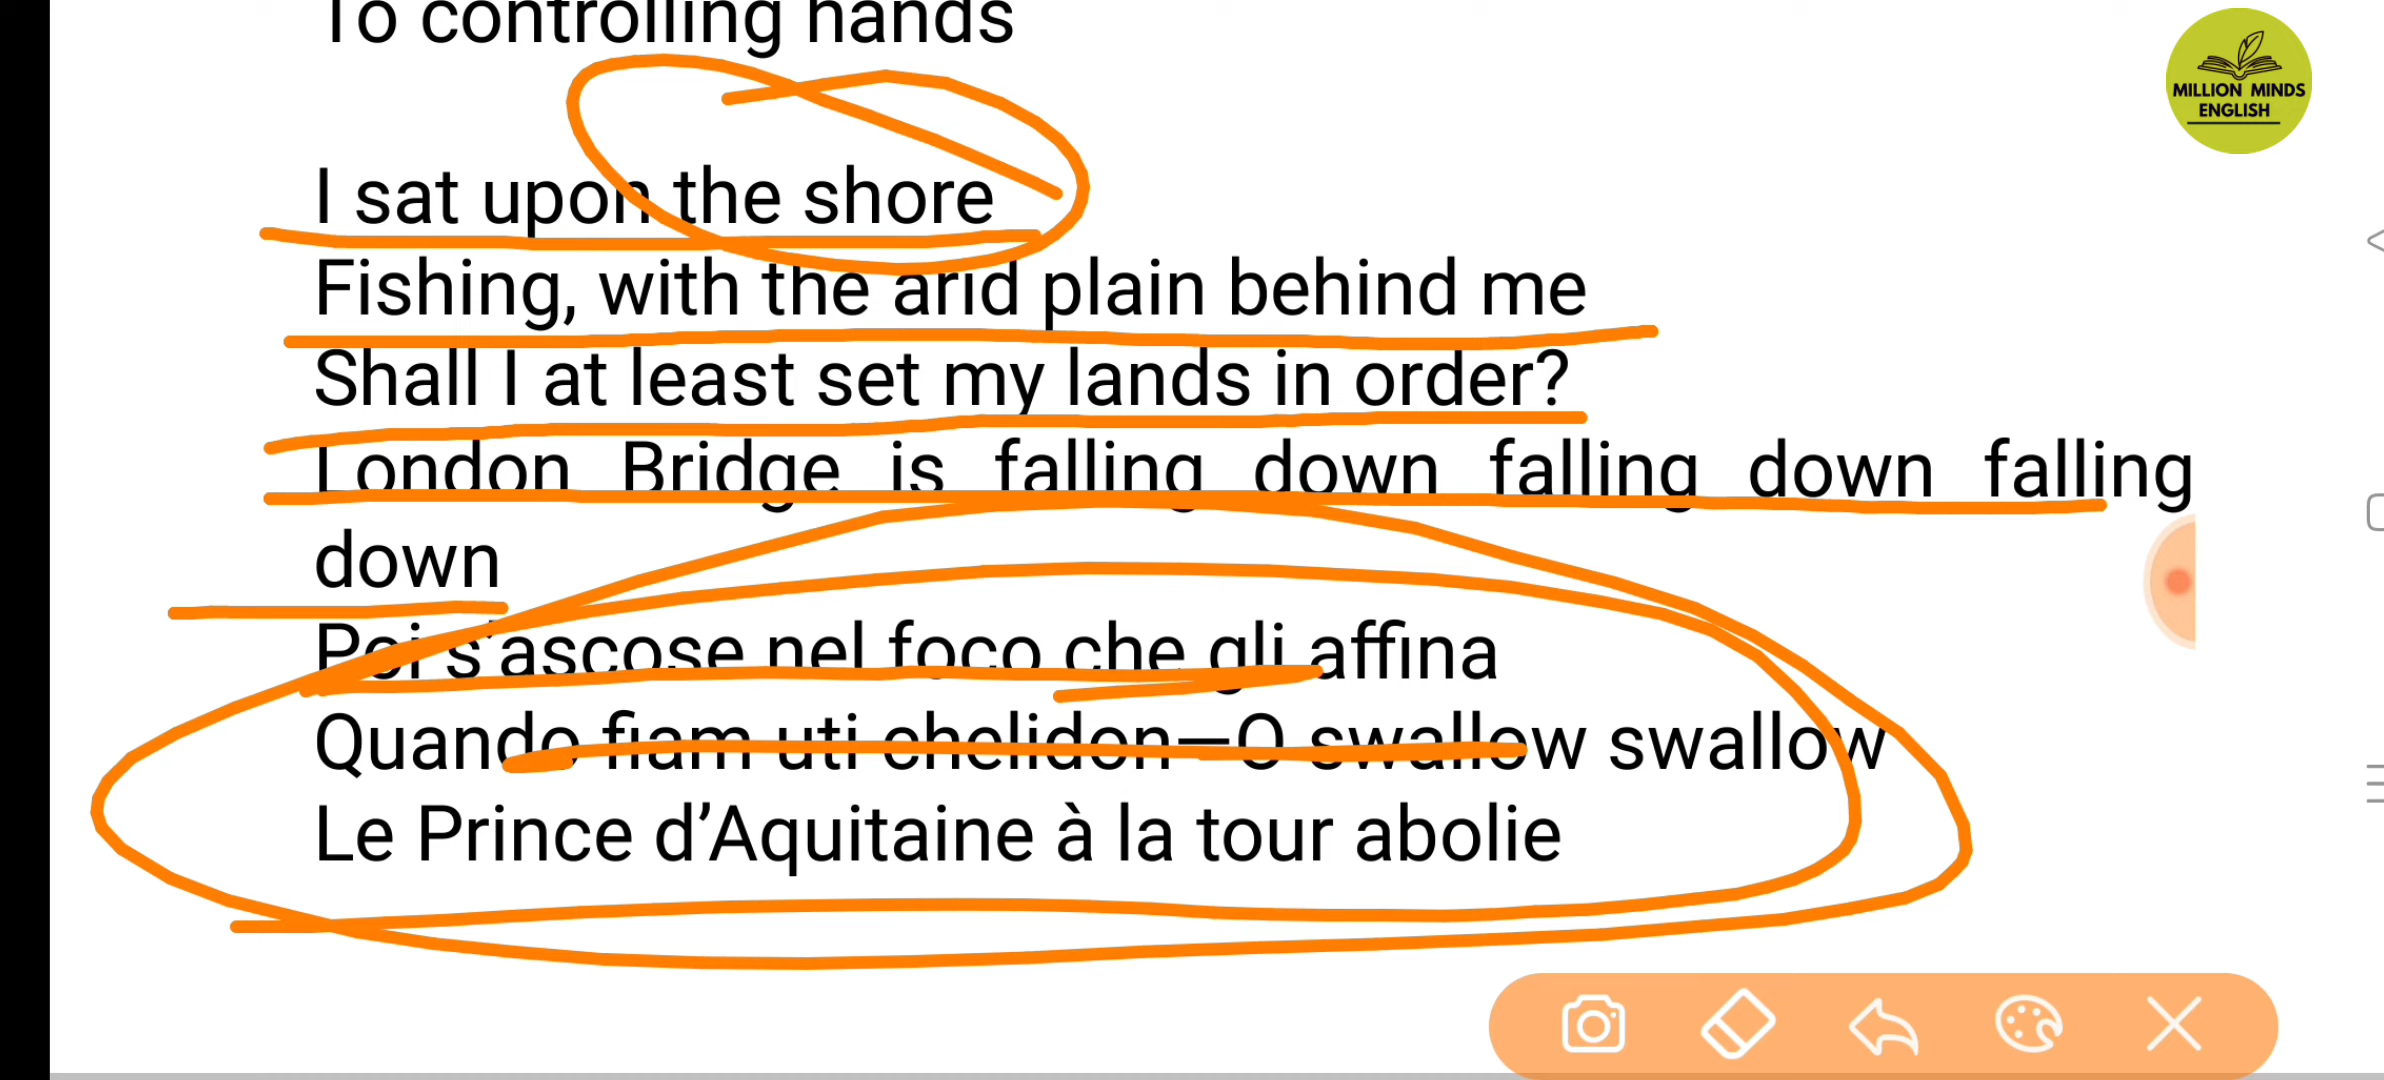 To controlling hands
MILLION MINDS
ENGLISH
I sat upon the shore
Fishing, with the arid plain behind me
Shall I at least set my lands in order?
London Bridge is falling down falling down falling
down
Poi s’ascose nel foco che gli affina
Quando fiam uti chelidon—O swallow swallow
Le Prince d’Aquitaine à la tour abolie